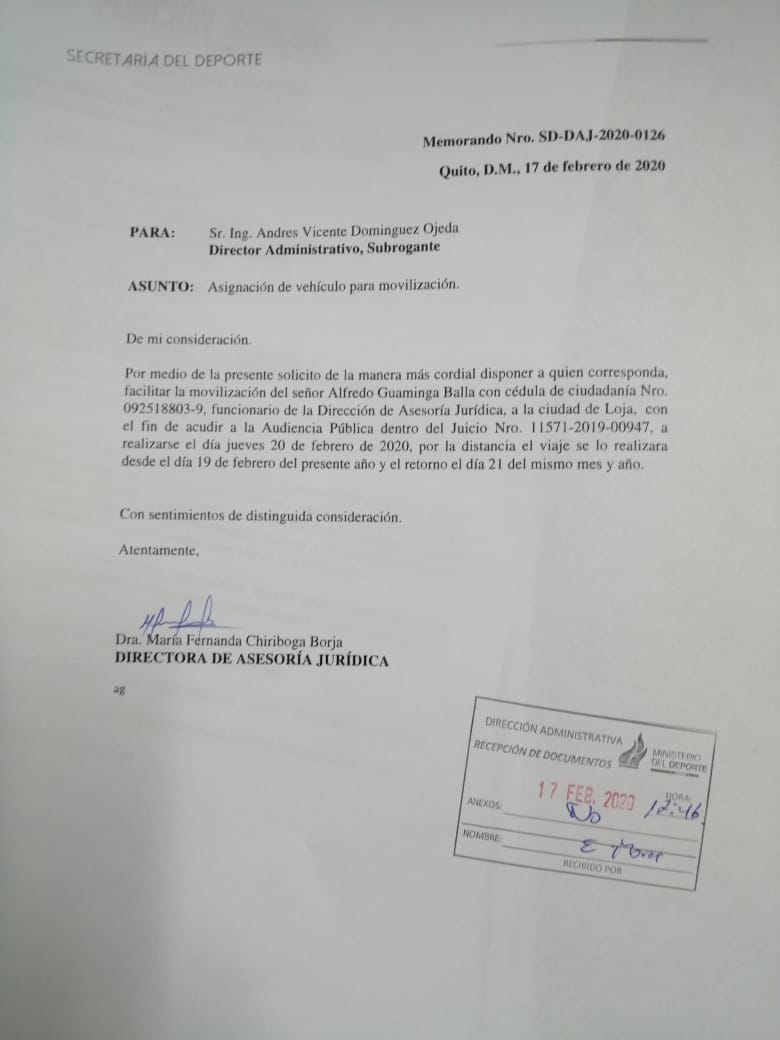 SECRETARÍA DEL DEPORTE
Memorando Nro. SD-DAJ-2020-0126
Quito, D.M., 17 de febrero de 2020
PARA: Sr. Ing. Andres Vicente Dominguez Ojeda
Director Administrativo, Subrogante
ASUNTO: Asignación de vehículo para movilización.
De mi consideración.
Por medio de la presente solicito de la manera más cordial disponer a quien corresponda,
facilitar la movilización del señor Alfredo Guaminga Balla con cédula de ciudadanía Nro.
092518803-9, funcionario de la Dirección de Asesoría Jurídica, a la ciudad de Loja, con
el fin de acudir a la Audiencia Pública dentro del Juicio Nro. 11571-2019-00947, a
realizarse el día jueves 20 de febrero de 2020, por la distancia el viaje se lo realizara
desde el día 19 de febrero del presente año y el retorno el día 21 del mismo mes y año.
Con sentimientos de distinguida consideración.
Atentamente,
Dra. María Fernanda Chiriboga Borja
DIRECTORA DE ASESORÍA JURÍDICA
ag
DIRECCIÓN ADMINISTRATIVA
RECEPCIÓN DE DOCUMENTOS
MINISTERIO
DEL DEPORTE
17 FEB. 2020
HORA:
12:46
ANEXOS: No
NOMBRE: E
RECIBIDO POR